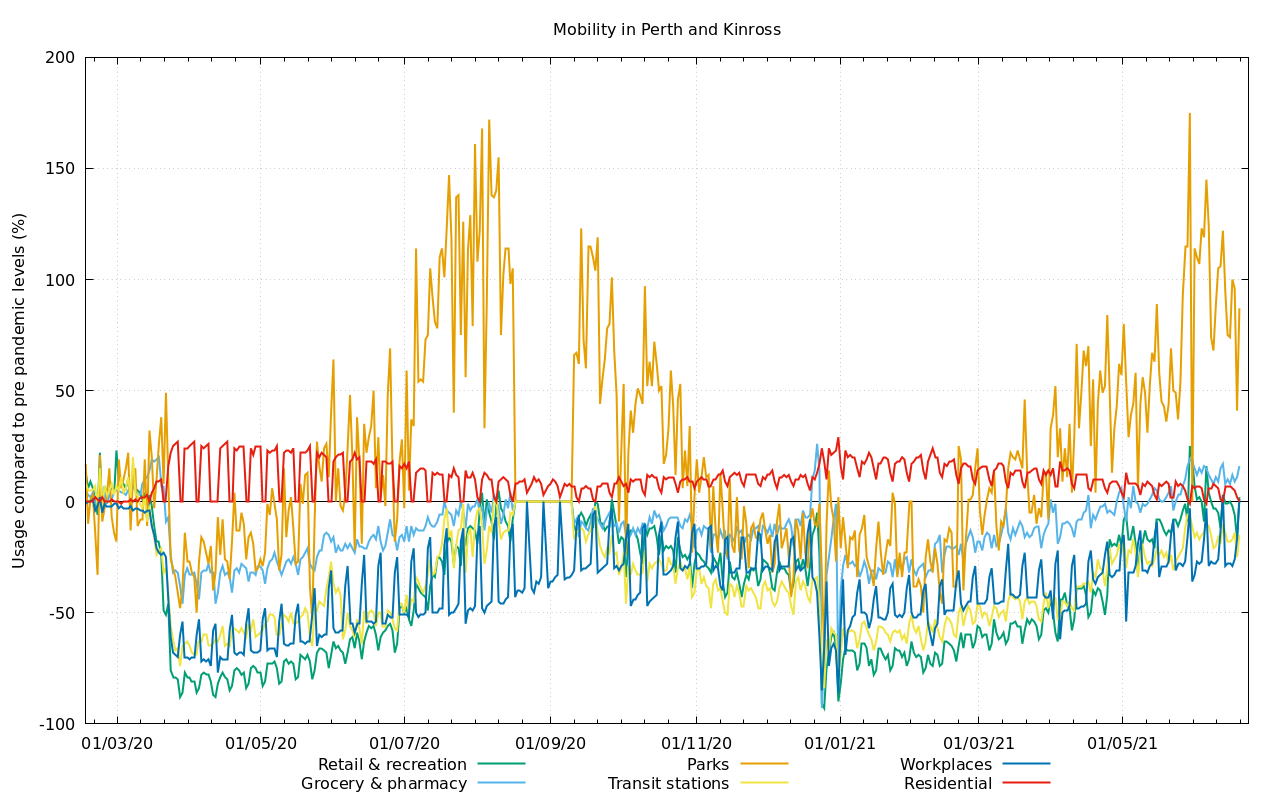 Mobility in Perth and Kinross
Usage compared to pre pandemic levels (%)
200
150
100
50
0
-50
-100
01/03/20 01/05/20 01/07/20 01/09/20 01/11/20 01/01/21 01/03/21 01/05/21
Retail & recreation Parks Workplaces
Grocery & pharmacy Transit stations Residential